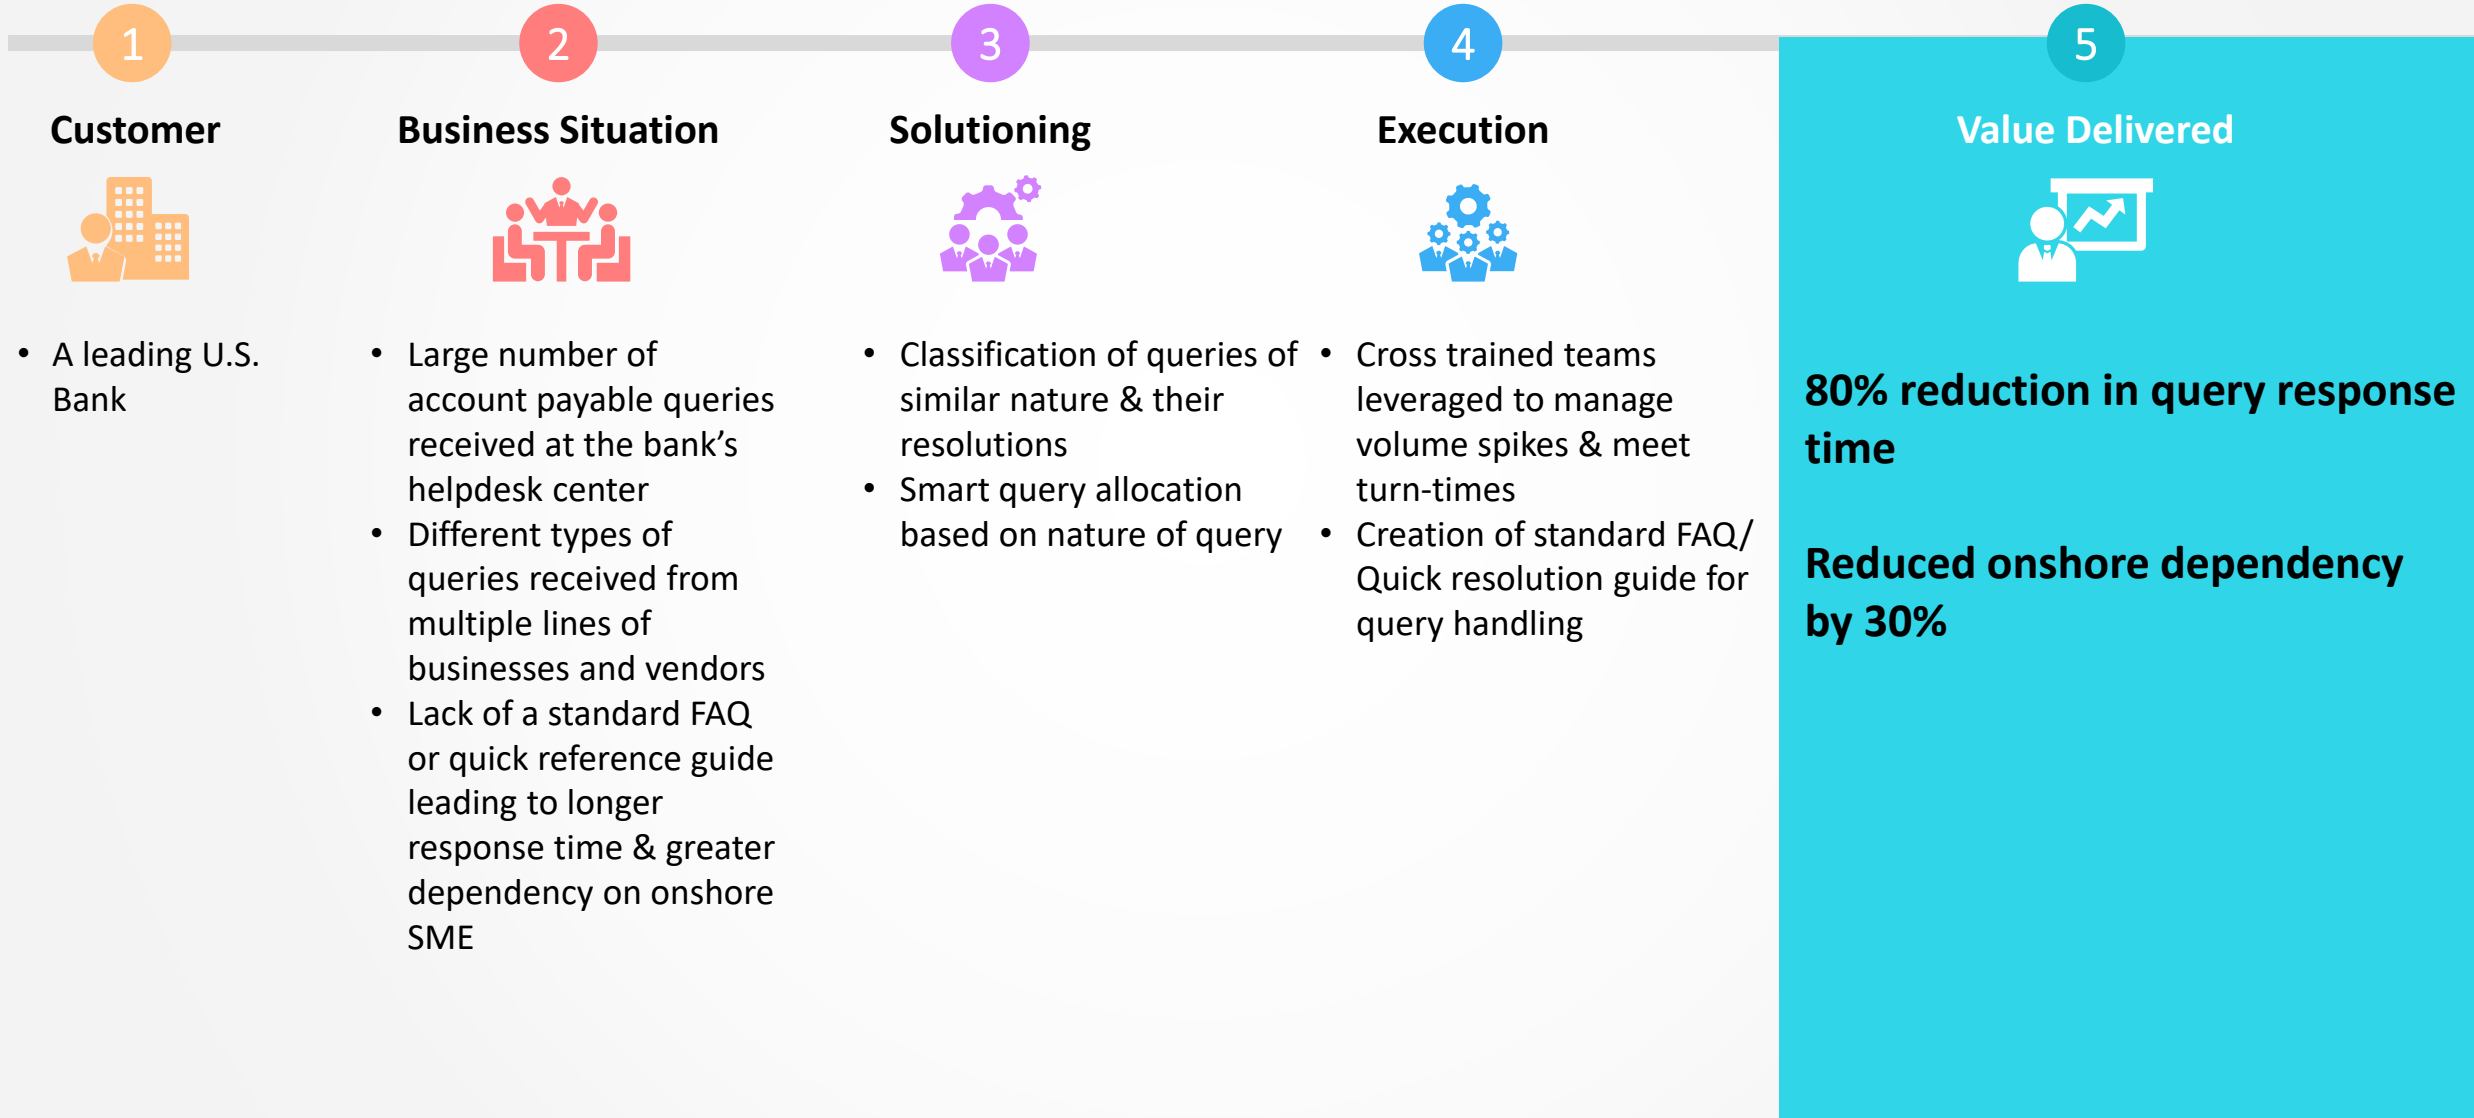 1
Customer
• A leading U.S.
Bank
2
Business Situation
• Large number of
account payable queries
received at the bank’s
helpdesk center
• Different types of
queries received from
multiple lines of
businesses and vendors
• Lack of a standard FAQ
or quick reference guide
leading to longer
response time & greater
dependency on onshore
SME
3
Solutioning
• Classification of queries of
similar nature & their
resolutions
• Smart query allocation
based on nature of query
4
Execution
• Cross trained teams
leveraged to manage
volume spikes & meet
turn-times
• Creation of standard FAQ/
Quick resolution guide for
query handling
5
Value Delivered
80% reduction in query response
time
Reduced onshore dependency
by 30%